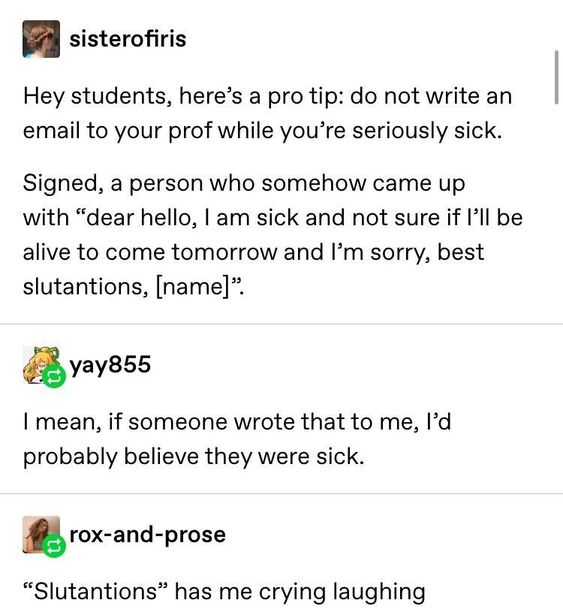 sisterofiris
Hey students, here’s a pro tip: do not write an
email to your prof while you’re seriously sick.
Signed, a person who somehow came up
with “dear hello, I am sick and not sure if I’ll be
alive to come tomorrow and I’m sorry, best
slutantions, [name]”.
yay855
I mean, if someone wrote that to me, I’d
probably believe they were sick.
rox-and-prose
“Slutantions” has me crying laughing